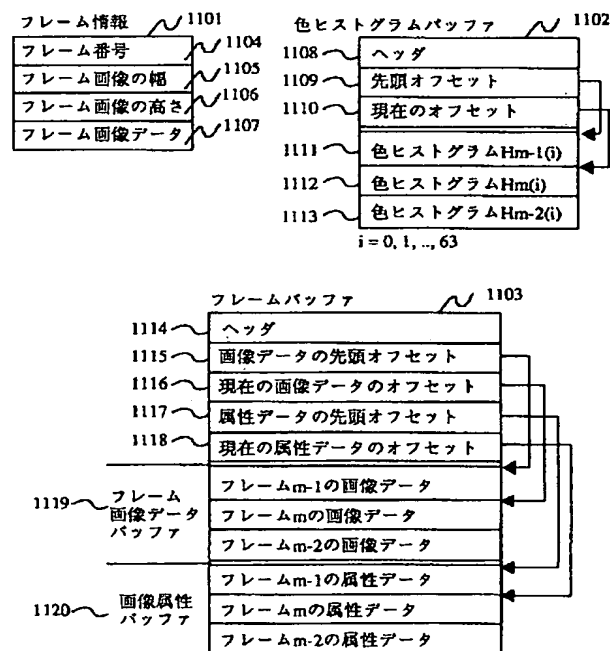 フレーム情報 1101
フレーム番号 1104
フレーム画像の幅 1105
フレーム画像の高さ 1106
フレーム画像データ 1107
色ヒストグラムバッファ 1102
1108 ヘッダ
1109 先頭オフセット
1110 現在のオフセット
1111 色ヒストグラムHm-1(i)
1112 色ヒストグラムHm(i)
1113 色ヒストグラムHm-2(i)
i = 0, 1, .., 63
フレームバッファ 1103
1114 ヘッダ
1115 画像データの先頭オフセット
1116 現在の画像データのオフセット
1117 属性データの先頭オフセット
1118 現在の属性データのオフセット
1119 フレーム
画像データ
バッファ
フレームm-1の画像データ
フレームmの画像データ
フレームm-2の画像データ
1120 画像属性
バッファ
フレームm-1の属性データ
フレームmの属性データ
フレームm-2の属性データ